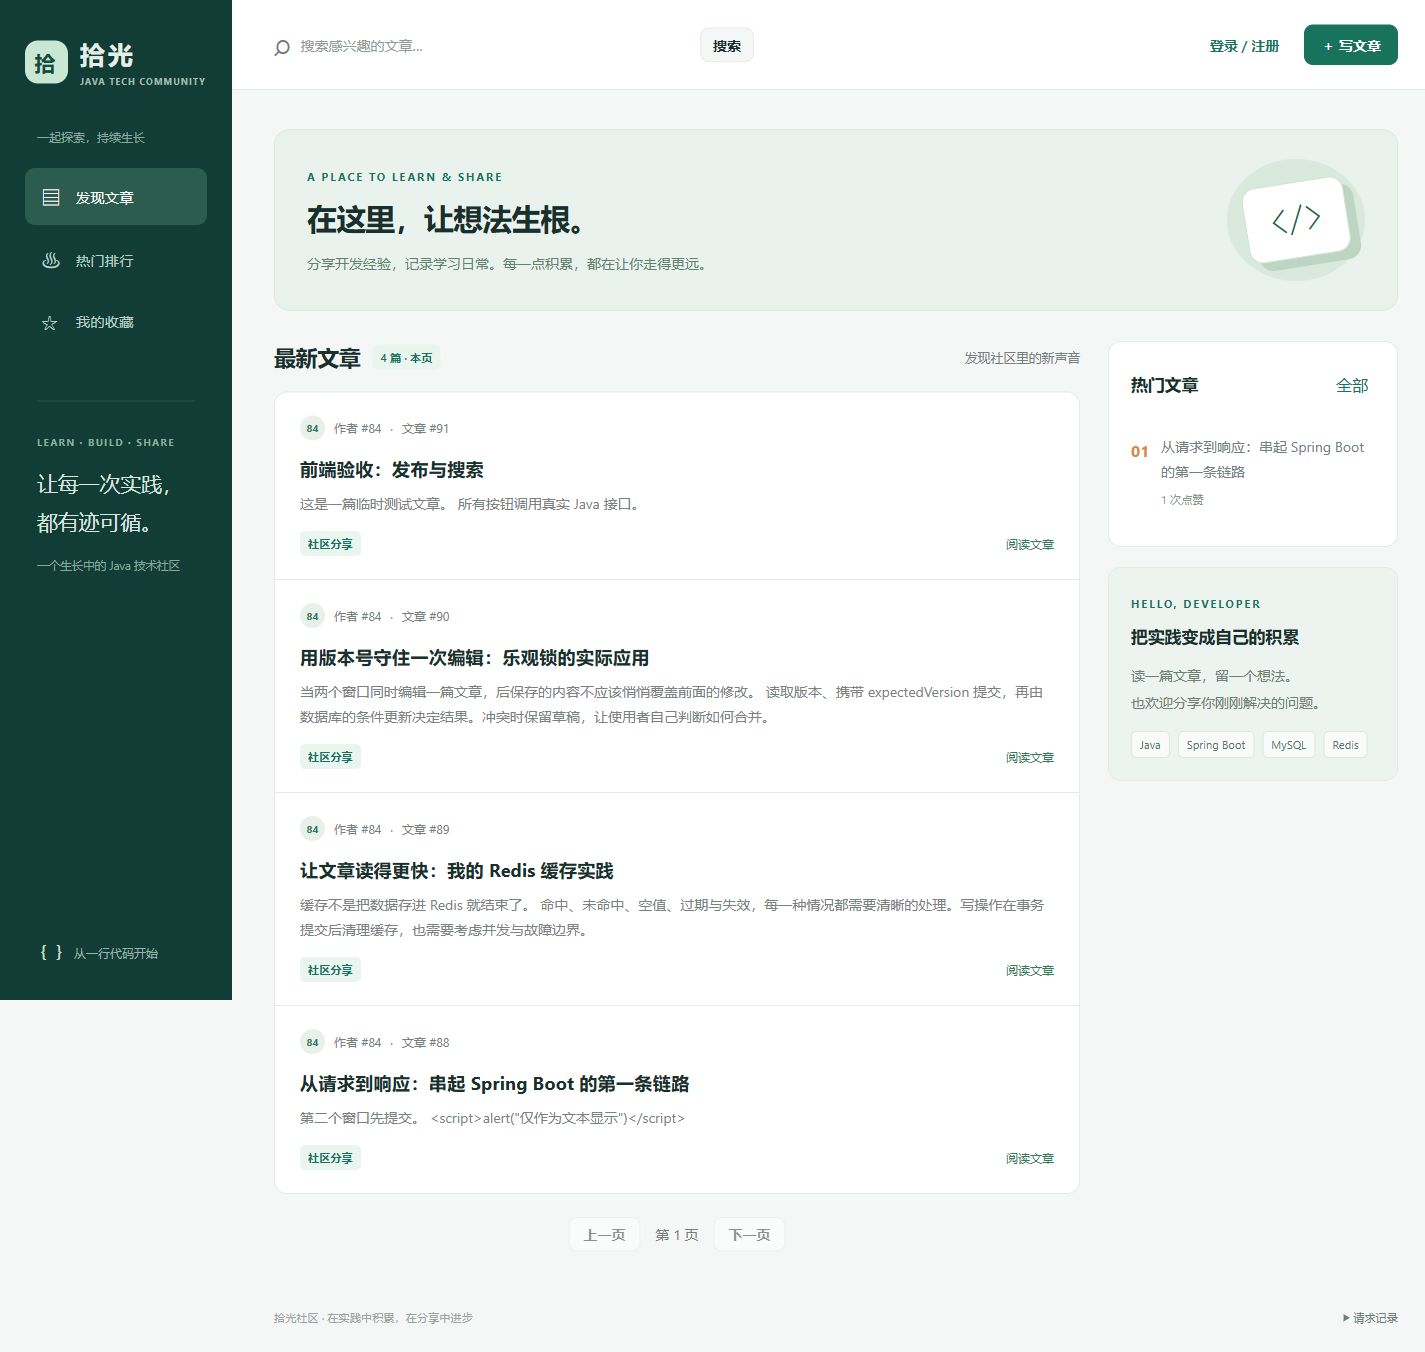 拾
拾光
JAVA TECH COMMUNITY
一起探索，持续生长
发现文章
热门排行
我的收藏
LEARN · BUILD · SHARE
让每一次实践，
都有迹可循。
一个生长中的 Java 技术社区
{ } 从一行代码开始
搜索感兴趣的文章...
搜索
登录 / 注册
+ 写文章
A PLACE TO LEARN & SHARE
在这里，让想法生根。
分享开发经验，记录学习日常。每一点积累，都在让你走得更远。
</>
最新文章
4 篇 · 本页
发现社区里的新声音
84 作者 #84 · 文章 #91
前端验收：发布与搜索
这是一篇临时测试文章。 所有按钮调用真实 Java 接口。
社区分享
阅读文章
84 作者 #84 · 文章 #90
用版本号守住一次编辑：乐观锁的实际应用
当两个窗口同时编辑一篇文章，后保存的内容不应该悄悄覆盖前面的修改。 读取版本、携带 expectedVersion 提交，再由
数据库的条件更新决定结果。冲突时保留草稿，让使用者自己判断如何合并。
社区分享
阅读文章
84 作者 #84 · 文章 #89
让文章读得更快：我的 Redis 缓存实践
缓存不是把数据存进 Redis 就结束了。 命中、未命中、空值、过期与失效，每一种情况都需要清晰的处理。写操作在事务
提交后清理缓存，也需要考虑并发与故障边界。
社区分享
阅读文章
84 作者 #84 · 文章 #88
从请求到响应：串起 Spring Boot 的第一条链路
第二个窗口先提交。 <script>alert("仅作为文本显示")</script>
社区分享
阅读文章
上一页
第 1 页
下一页
热门文章
全部
01
从请求到响应：串起 Spring Boot
的第一条链路
1 次点赞
HELLO, DEVELOPER
把实践变成自己的积累
读一篇文章，留一个想法。
也欢迎分享你刚刚解决的问题。
Java
Spring Boot
MySQL
Redis
拾光社区 · 在实践中积累，在分享中进步
请求记录